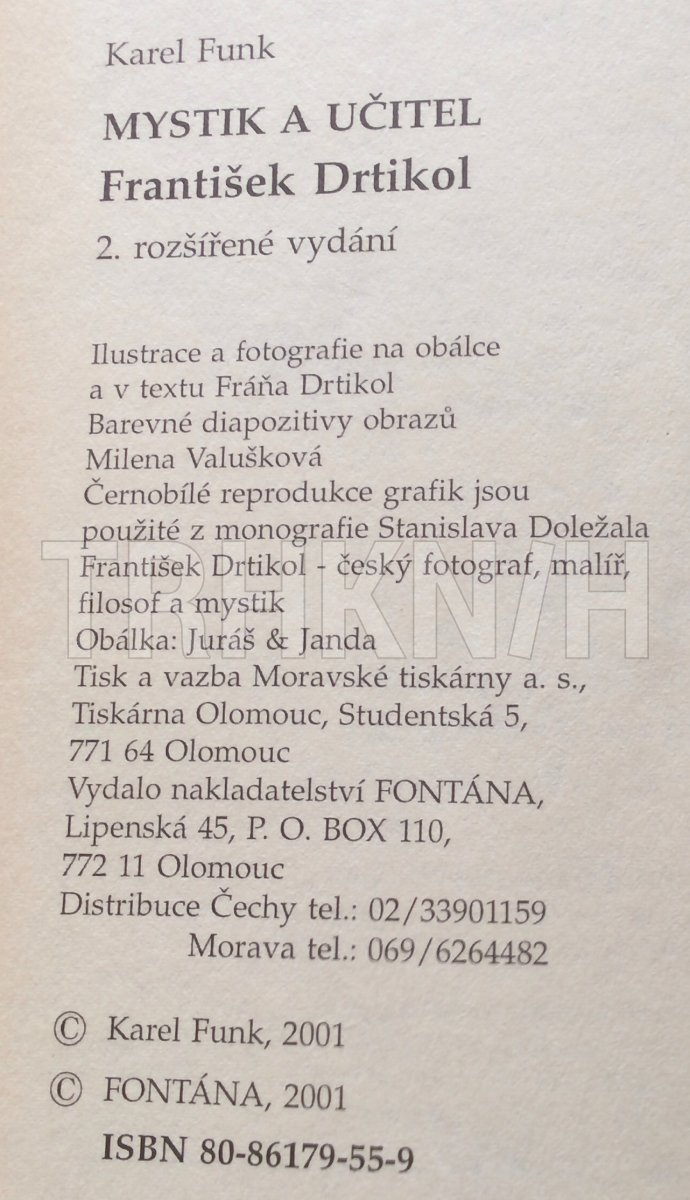 Karel Funk
MYSTIK A UČITEL
František Drtikol
2. rozšířené vydání
Ilustrace a fotografie na obálce
a v textu Fráňa Drtikol
Barevné diapozitivy obrazů
Milena Valušková
Černobílé reprodukce grafik jsou
použité z monografie Stanislava Doležala
František Drtikol - český fotograf, malíř,
filosof a mystik
Obálka: Juráš & Janda
Tisk a vazba Moravské tiskárny a. s.,
Tiskárna Olomouc, Studentská 5,
771 64 Olomouc
Vydalo nakladatelství FONTÁNA,
Lipenská 45, P. O. BOX 110,
772 11 Olomouc
Distribuce Čechy tel.: 02/33901159
Morava tel.: 069/6264482
© Karel Funk, 2001
© FONTÁNA, 2001
ISBN 80-86179-55-9